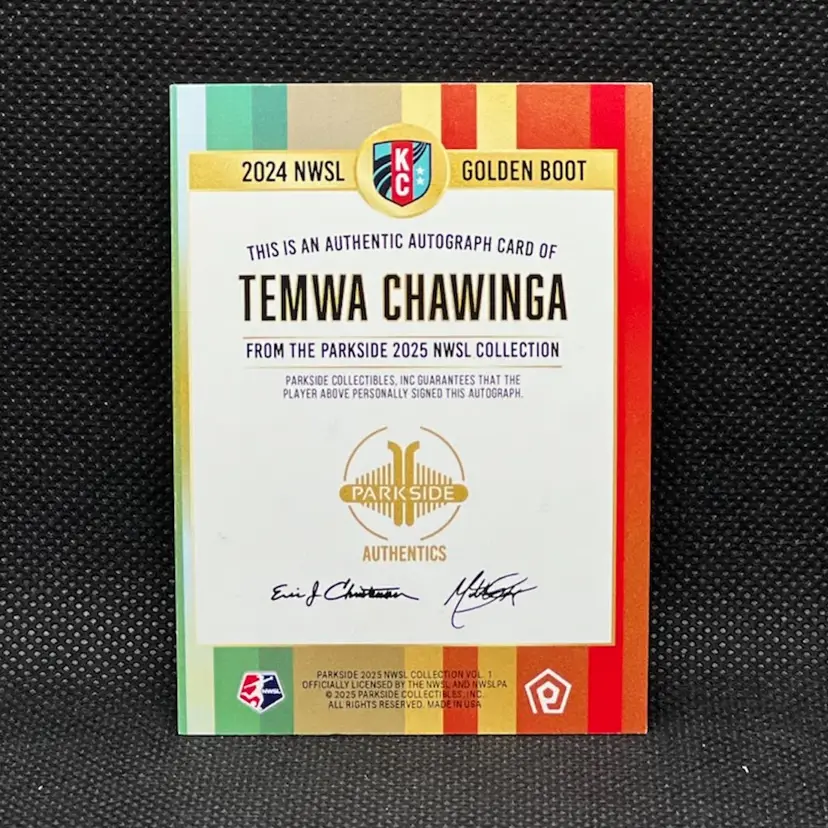 2024 NWSL KC GOLDEN BOOT
THIS IS AN AUTHENTIC AUTOGRAPH CARD OF
TEMWA CHAWINGA
FROM THE PARKSIDE 2025 NWSL COLLECTION
PARKSIDE COLLECTIBLES, INC GUARANTEES THAT THE
PLAYER ABOVE PERSONALLY SIGNED THIS AUTOGRAPH.
PARKSIDE
AUTHENTICS
Eric J. Christensen
NWSL
PARKSIDE 2025 NWSL COLLECTION VOL. 1
OFFICIALLY LICENSED BY THE NWSL AND NWSLPA
© 2025 PARKSIDE COLLECTIBLES, INC.
ALL RIGHTS RESERVED. MADE IN USA